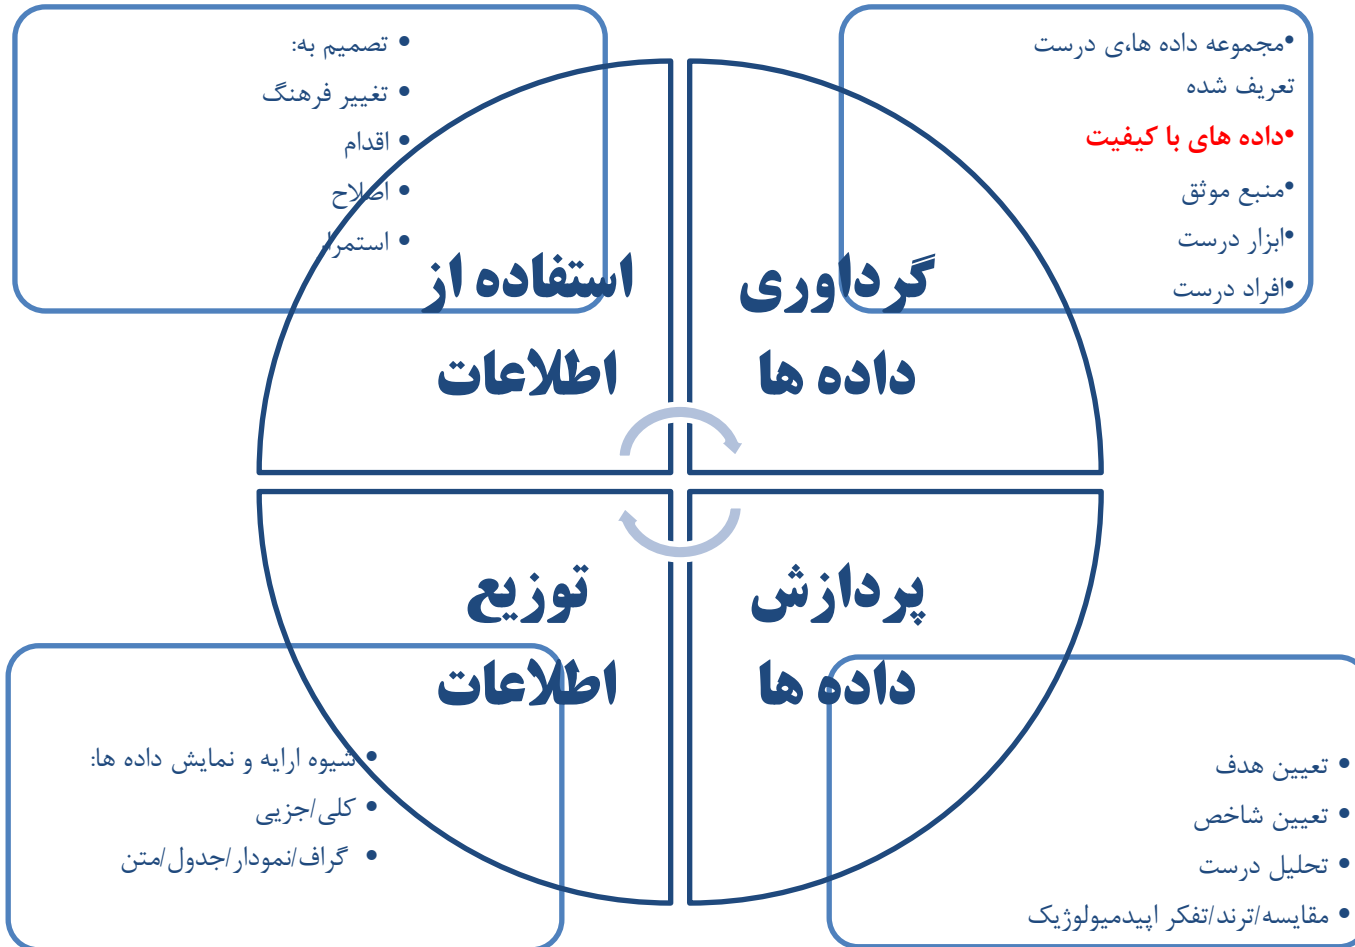 •مجموعه داده های درست
تعریف شده
•داده های با کیفیت
•منبع موثق
•ابزار درست
•افراد درست
گرداوری
داده ها
• تصمیم به:
• تغییر فرهنگ
• اقدام
• اصلاح
• استمرار
استفاده از
اطلاعات
پردازش
داده ها
• تعیین هدف
• تعیین شاخص
• تحلیل درست
• مقایسه/ترند/تفکر اپیدمیولوژیک
توزیع
اطلاعات
• شیوه ارایه و نمایش داده ها:
• کلی/جزیی
• گراف/نمودار/جدول/متن